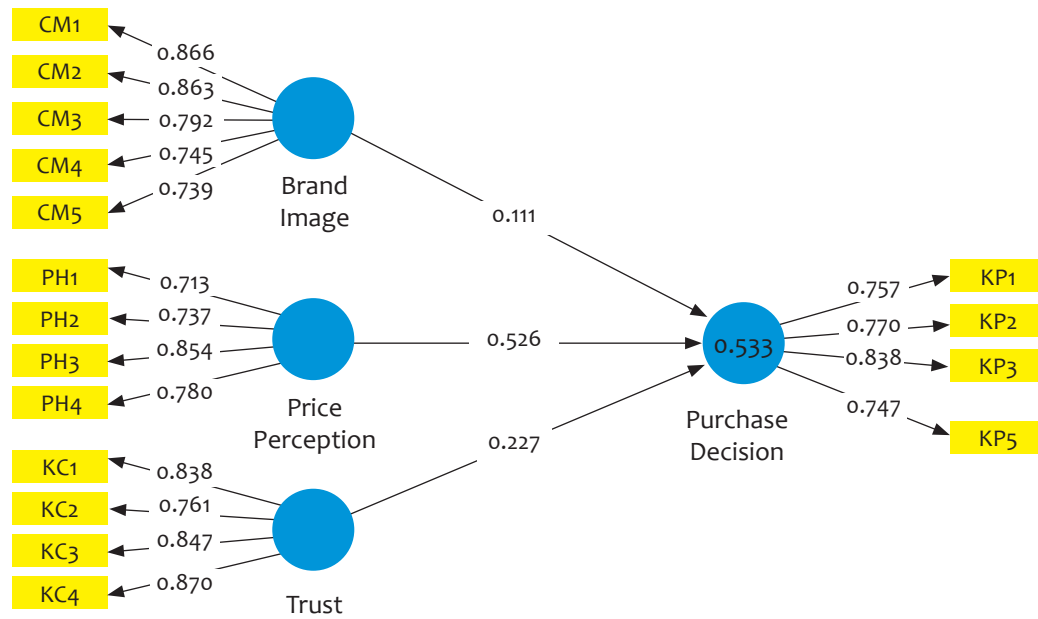 CM1
0.866
CM2
0.863
CM3
0.792
CM4
0.745
CM5
0.739
Brand
Image
0.111
PH1
0.713
PH2
0.737
PH3
0.854
PH4
0.780
Price
Perception
0.526
KC1
0.838
KC2
0.761
KC3
0.847
KC4
0.870
Trust
0.227
0.533
Purchase
Decision
0.757
KP1
0.770
KP2
0.838
KP3
0.747
KP5